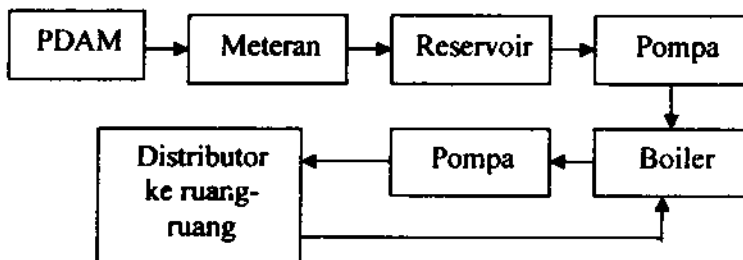 PDAM
Meteran
Reservoir
Pompa
Distributor
ke ruang-
ruang
Pompa
Boiler